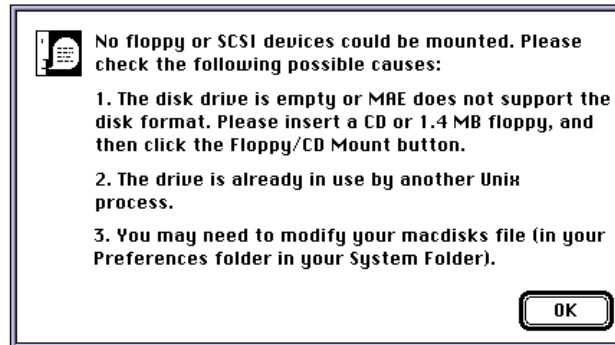 No floppy or SCSI devices could be mounted. Please
check the following possible causes:
1. The disk drive is empty or MAE does not support the
disk format. Please insert a CD or 1.4 MB floppy, and
then click the Floppy/CD Mount button.
2. The drive is already in use by another Unix
process.
3. You may need to modify your macdisks file (in your
Preferences folder in your System Folder).
OK